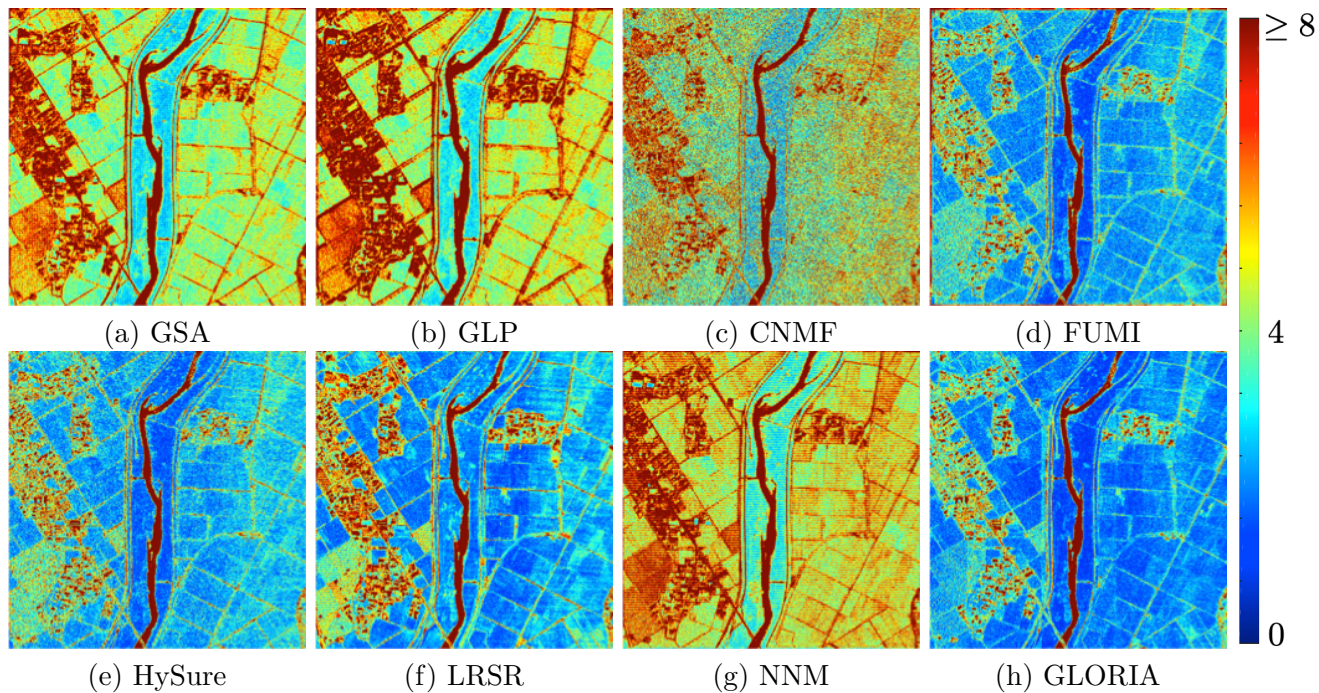 ≥ 8
(a) GSA
(b) GLP
(c) CNMF
(d) FUMI
4
(e) HySure
(f) LRSR
(g) NNM
(h) GLORIA
0